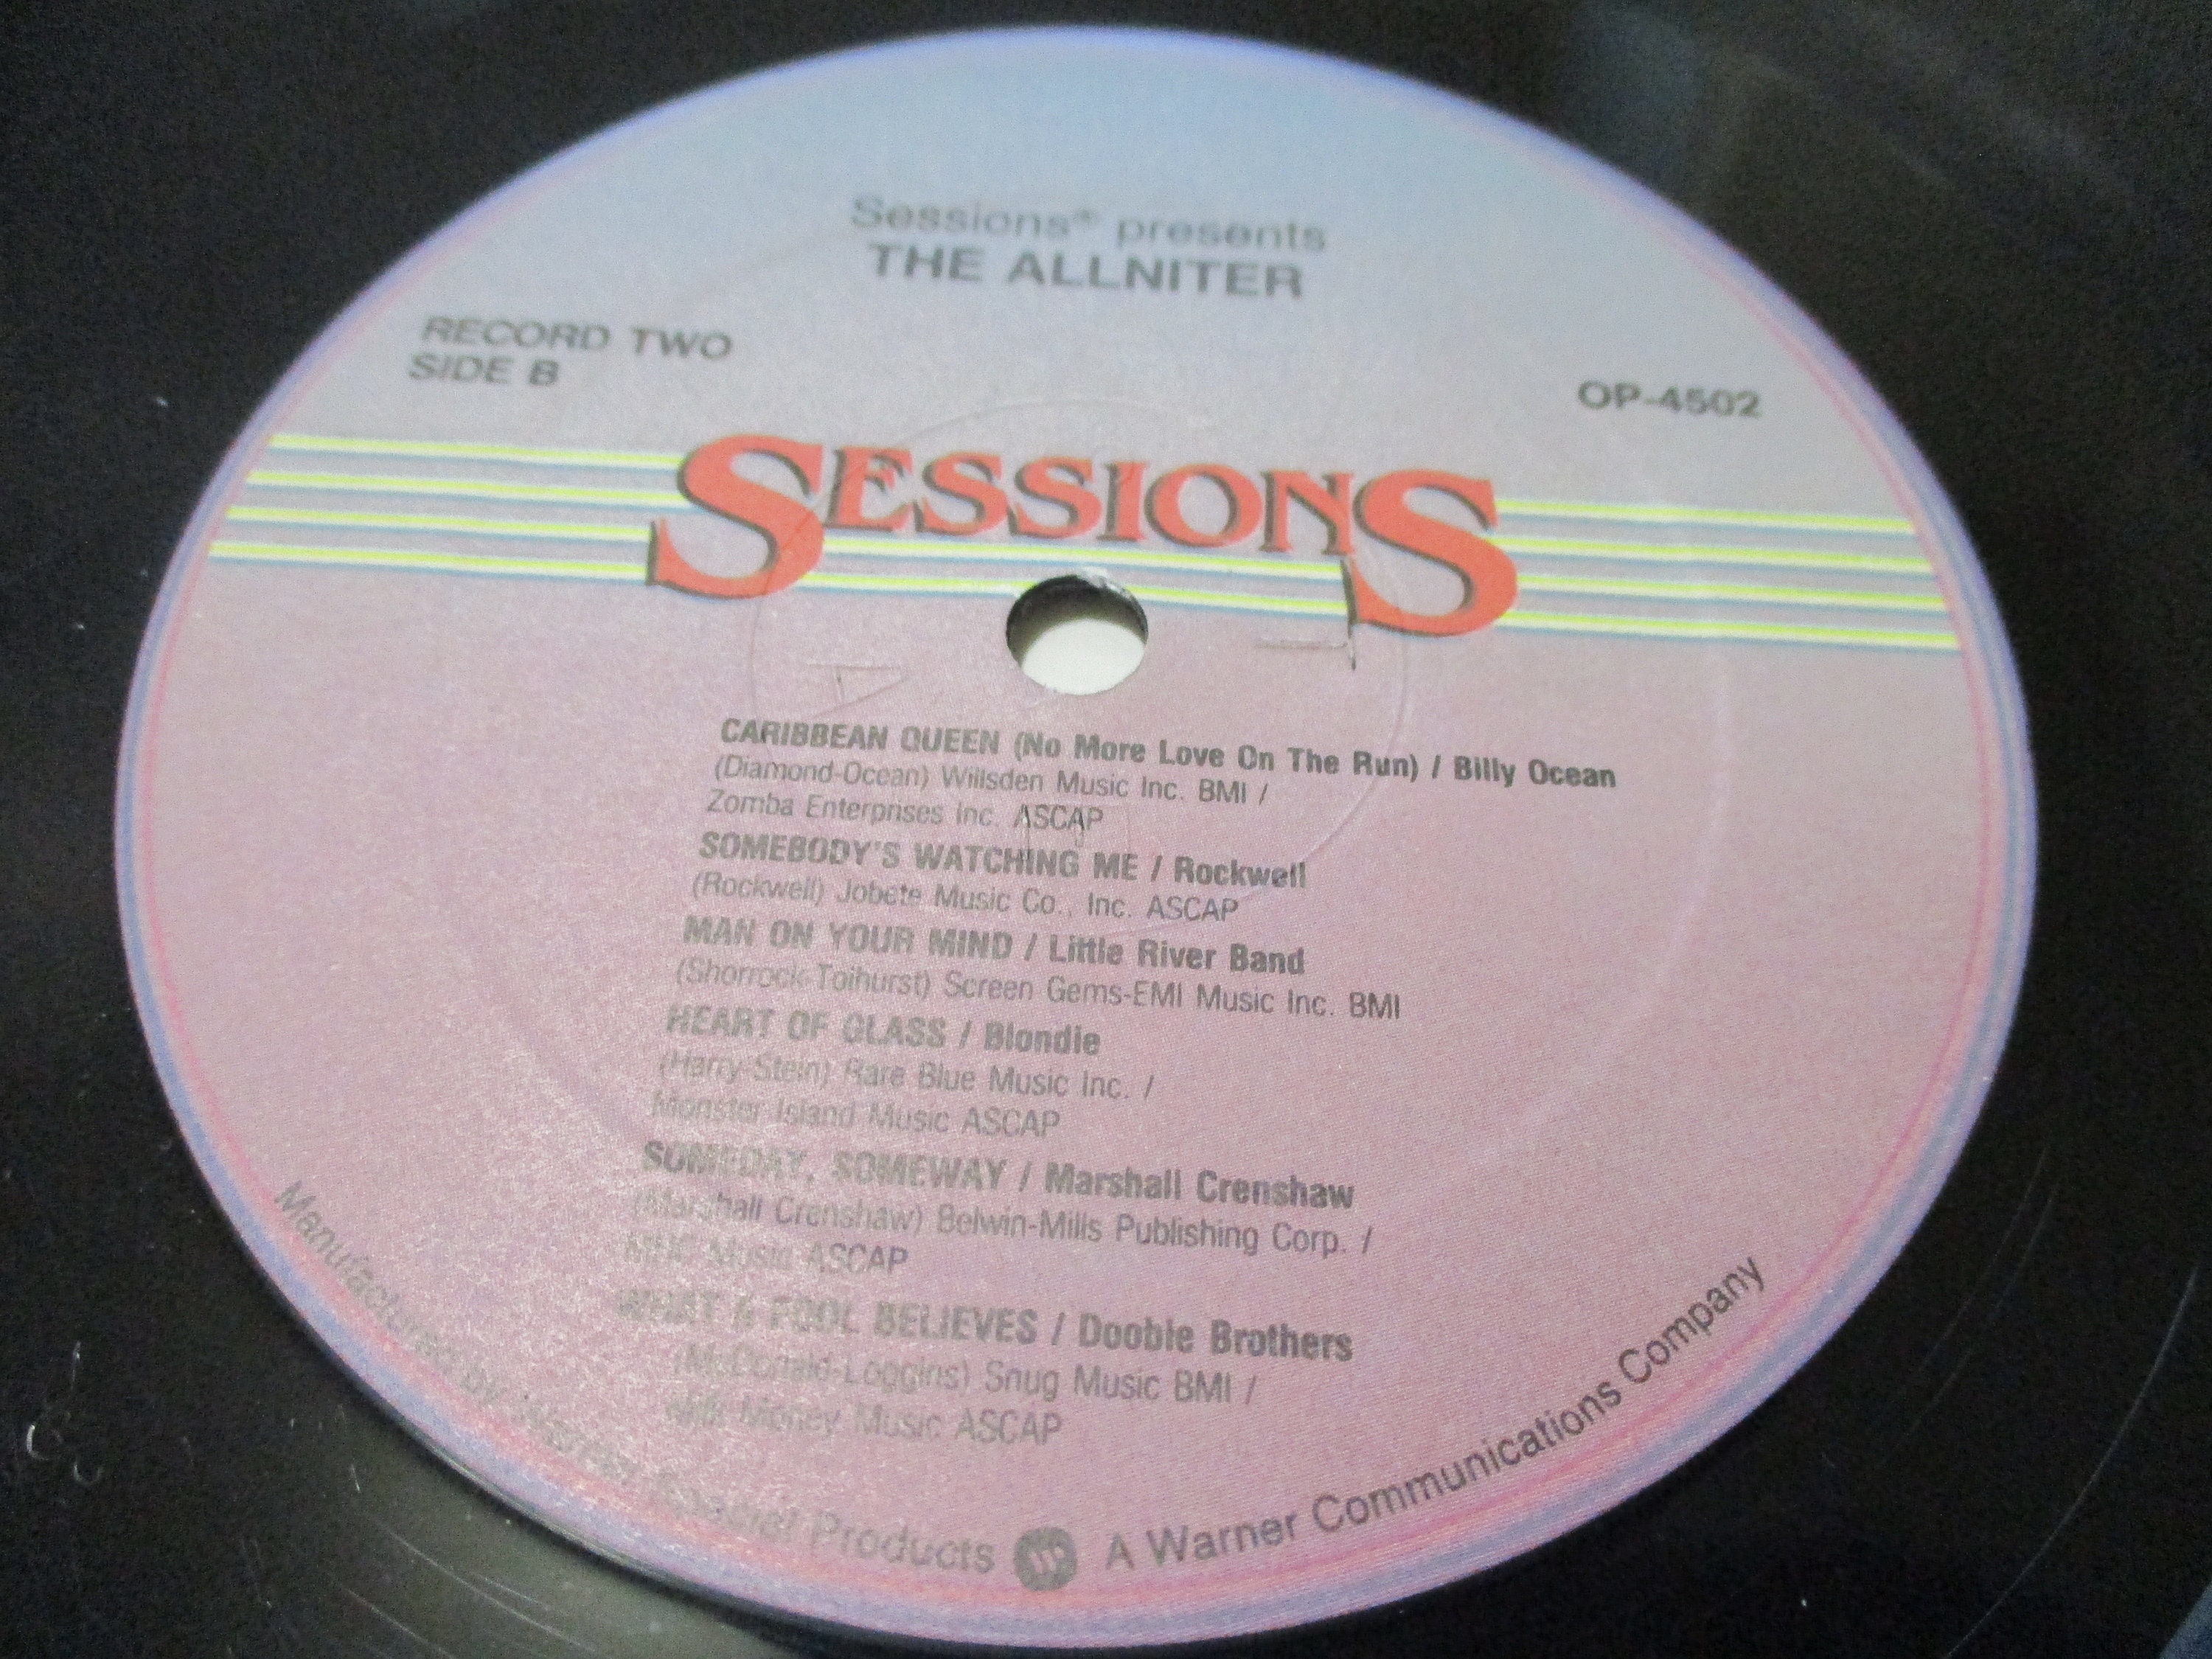 Sessions® presents
THE ALLNITER
RECORD TWO
SIDE B
OP-4502
SESSIONS
CARIBBEAN QUEEN (No More Love On The Run) / Billy Ocean
(Diamond-Ocean) Willsden Music Inc. BMI /
Zomba Enterprises Inc. ASCAP
SOMEBODY'S WATCHING ME / Rockwell
(Rockwell) Jobete Music Co., Inc. ASCAP
MAN ON YOUR MIND / Little River Band
(Shorrock-Tolhurst) Screen Gems-EMI Music Inc. BMI
HEART OF GLASS / Blondie
(Harry-Stein) Rare Blue Music Inc. /
Monster Island Music ASCAP
SOMEDAY, SOMEWAY / Marshall Crenshaw
(Marshall Crenshaw) Belwin-Mills Publishing Corp. /
MHC Music ASCAP
WHAT A FOOL BELIEVES / Doobie Brothers
(McDonald-Loggins) Snug Music BMI /
Milk Money Music ASCAP
Manufactured by Warner Special Products A Warner Communications Company